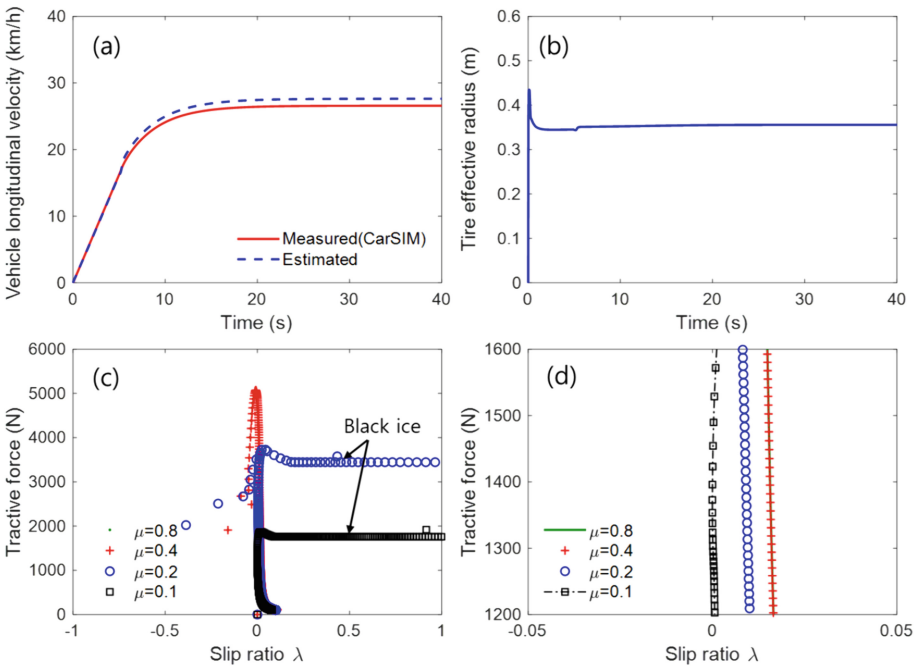 (a)
Vehicle longitudinal velocity (km/h)
40
30
20
10
0
Measured(CarSIM)
Estimated
0 10 20 30 40
Time (s)
(b)
Tire effective radius (m)
0.6
0.5
0.4
0.3
0.2
0.1
0
0 10 20 30 40
Time (s)
(c)
Tractive force (N)
6000
5000
4000
3000
2000
1000
0
Black ice
μ=0.8
μ=0.4
μ=0.2
μ=0.1
-1 -0.5 0 0.5 1
Slip ratio λ
(d)
Tractive force (N)
1600
1500
1400
1300
1200
μ=0.8
μ=0.4
μ=0.2
μ=0.1
-0.05 0 0.05
Slip ratio λ